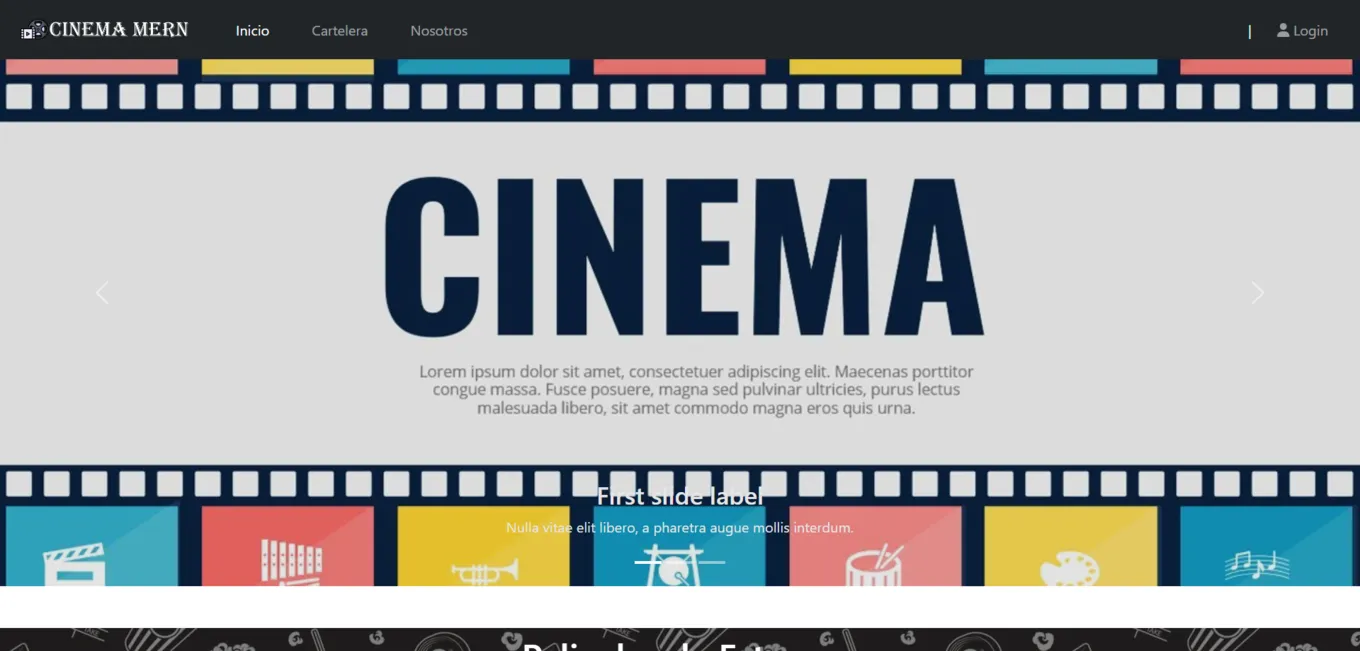 CINEMA MERN
Inicio
Cartelera
Nosotros
|
Login
CINEMA
Lorem ipsum dolor sit amet, consectetuer adipiscing elit. Maecenas porttitor
congue massa. Fusce posuere, magna sed pulvinar ultricies, purus lectus
malesuada libero, sit amet commodo magna eros quis urna.
First slide label
Nulla vitae elit libero, a pharetra augue mollis interdum.